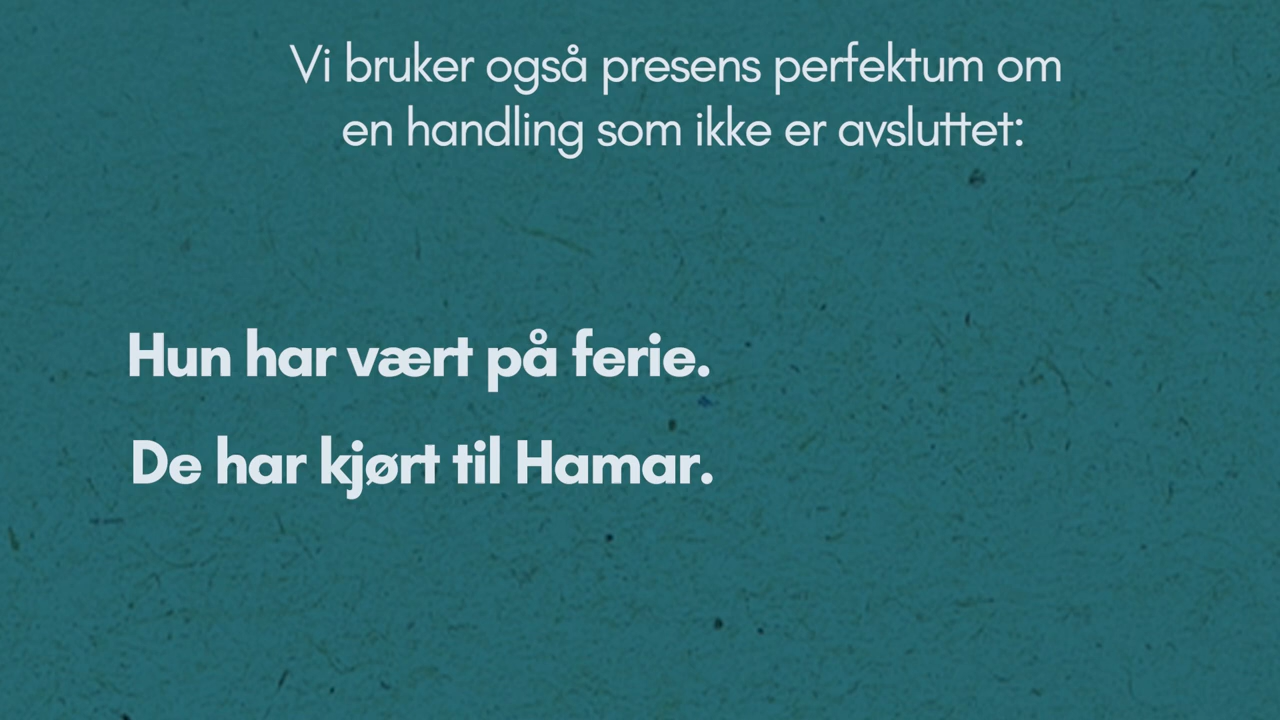 Vi bruker også presens perfektum om
en handling som ikke er avsluttet:
Hun har vært på ferie.
De har kjørt til Hamar.